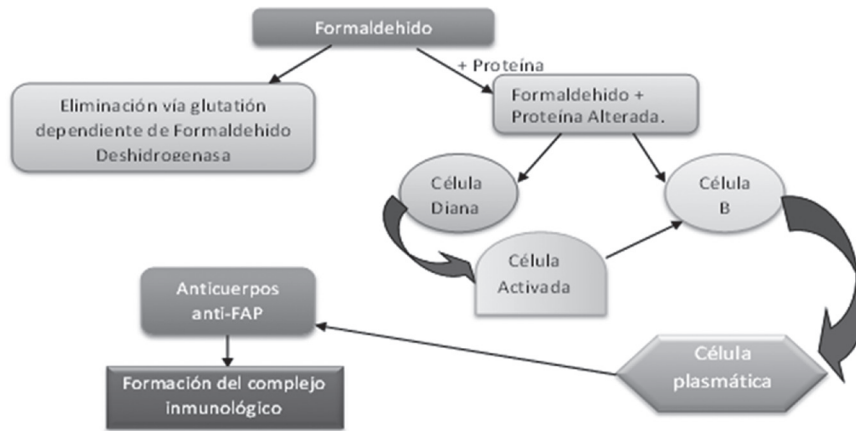 Formaldehido
+ Proteína
Eliminación vía glutatión
dependiente de Formaldehido
Deshidrogenasa
Formaldehido +
Proteína Alterada.
Célula
Diana
Célula
B
Célula
Activada
Anticuerpos
anti-FAP
Célula
plasmática
Formación del complejo
inmunológico